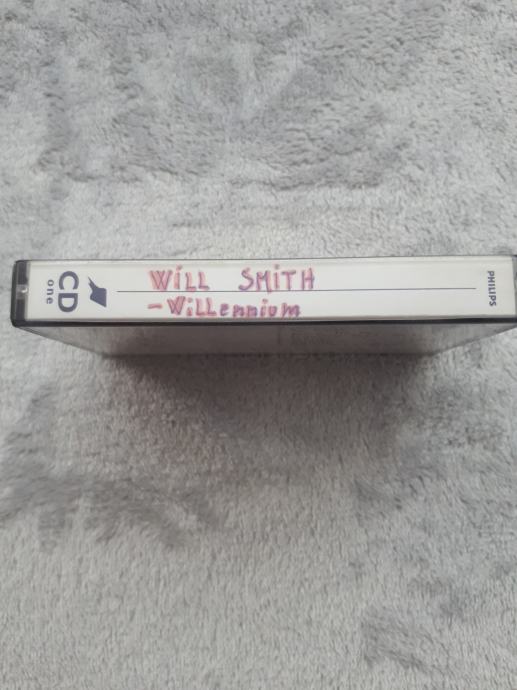 CD
one
WiLL SMiTH
-WiLLennium
PHILIPS